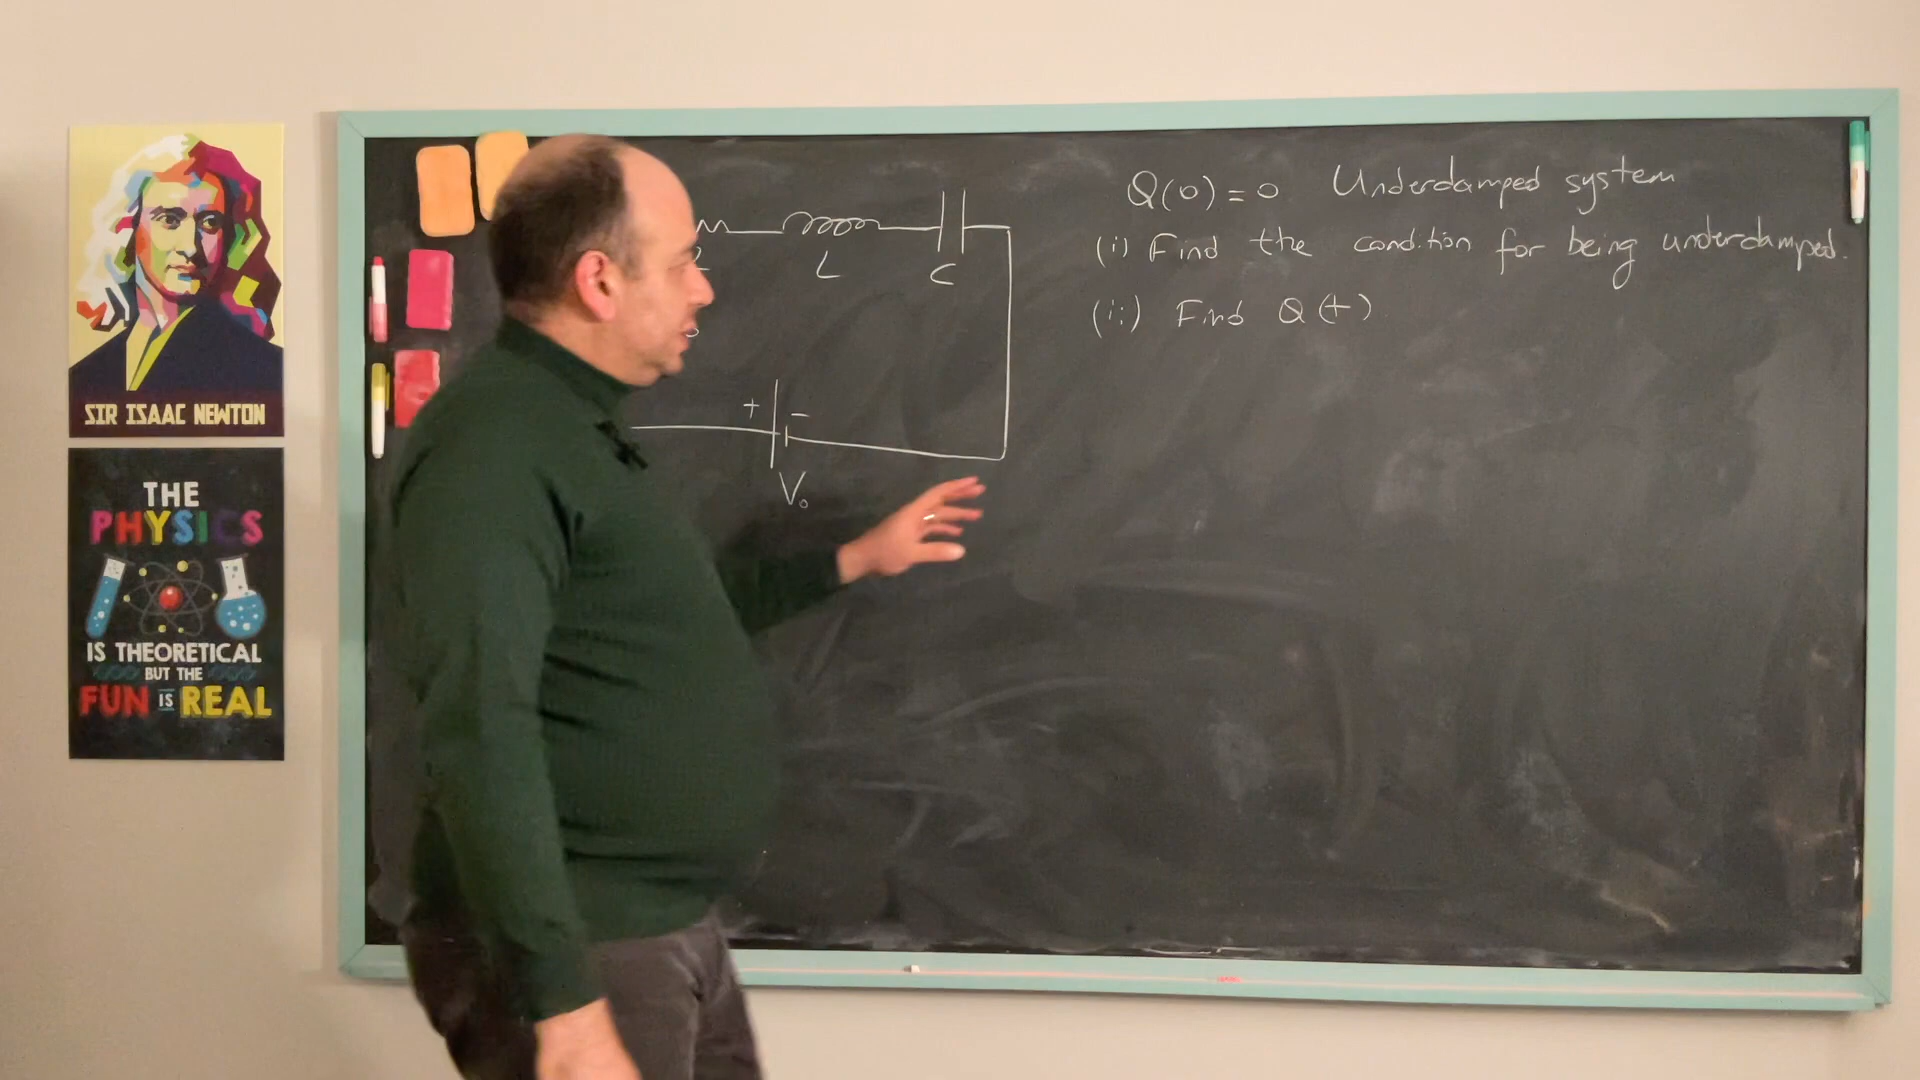 SIR ISAAC NEWTON
THE
PHYSICS
IS THEORETICAL
BUT THE
FUN IS REAL
L
C
+
−
V₀
Q(0) = 0 Underdamped system
(i) Find the condition for being underdamped.
(ii) Find Q(t)